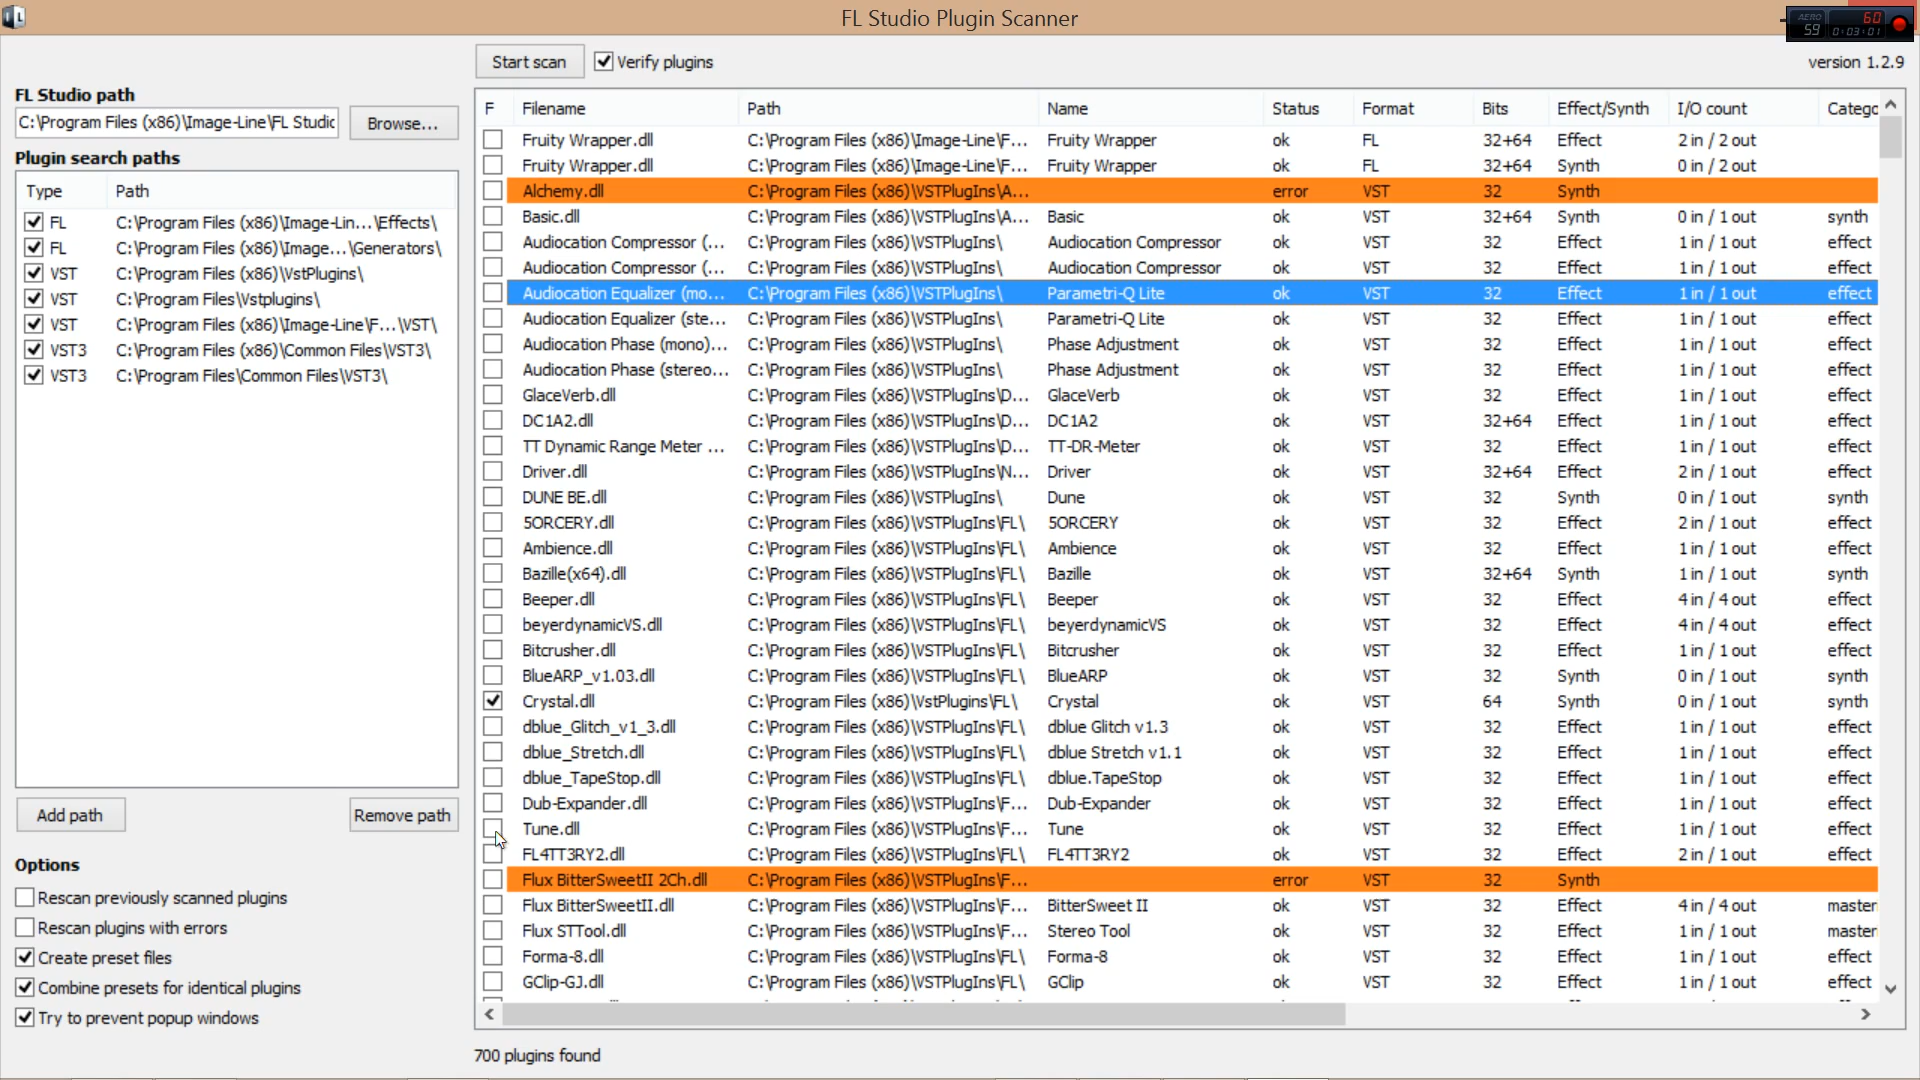 FL Studio Plugin Scanner
AERO 60
59 0:03:01
Start scan Verify plugins version 1.2.9
FL Studio path
C:\Program Files (x86)\Image-Line\FL Studic Browse...
Plugin search paths
Type Path
FL C:\Program Files (x86)\Image-Lin...\Effects\
FL C:\Program Files (x86)\Image...\Generators\
VST C:\Program Files (x86)\VstPlugins\
VST C:\Program Files\Vstplugins\
VST C:\Program Files (x86)\Image-Line\F...\VST\
VST3 C:\Program Files (x86)\Common Files\VST3\
VST3 C:\Program Files\Common Files\VST3\
Add path Remove path
Options
Rescan previously scanned plugins
Rescan plugins with errors
Create preset files
Combine presets for identical plugins
Try to prevent popup windows
F Filename Path Name Status Format Bits Effect/Synth I/O count Catego
Fruity Wrapper.dll C:\Program Files (x86)\Image-Line\F... Fruity Wrapper ok FL 32+64 Effect 2 in / 2 out
Fruity Wrapper.dll C:\Program Files (x86)\Image-Line\F... Fruity Wrapper ok FL 32+64 Synth 0 in / 2 out
Alchemy.dll C:\Program Files (x86)\VSTPlugIns\A... error VST 32 Synth
Basic.dll C:\Program Files (x86)\VSTPlugIns\A... Basic ok VST 32+64 Synth 0 in / 1 out synth
Audiocation Compressor (... C:\Program Files (x86)\VSTPlugIns\ Audiocation Compressor ok VST 32 Effect 1 in / 1 out effect
Audiocation Compressor (... C:\Program Files (x86)\VSTPlugIns\ Audiocation Compressor ok VST 32 Effect 1 in / 1 out effect
Audiocation Equalizer (mo... C:\Program Files (x86)\VSTPlugIns\ Parametri-Q Lite ok VST 32 Effect 1 in / 1 out effect
Audiocation Equalizer (ste... C:\Program Files (x86)\VSTPlugIns\ Parametri-Q Lite ok VST 32 Effect 1 in / 1 out effect
Audiocation Phase (mono)... C:\Program Files (x86)\VSTPlugIns\ Phase Adjustment ok VST 32 Effect 1 in / 1 out effect
Audiocation Phase (stereo... C:\Program Files (x86)\VSTPlugIns\ Phase Adjustment ok VST 32 Effect 1 in / 1 out effect
GlaceVerb.dll C:\Program Files (x86)\VSTPlugIns\D... GlaceVerb ok VST 32 Effect 1 in / 1 out effect
DC1A2.dll C:\Program Files (x86)\VSTPlugIns\D... DC1A2 ok VST 32+64 Effect 1 in / 1 out effect
TT Dynamic Range Meter ... C:\Program Files (x86)\VSTPlugIns\D... TT-DR-Meter ok VST 32 Effect 1 in / 1 out effect
Driver.dll C:\Program Files (x86)\VSTPlugIns\N... Driver ok VST 32+64 Effect 2 in / 1 out effect
DUNE BE.dll C:\Program Files (x86)\VSTPlugIns\ Dune ok VST 32 Synth 0 in / 1 out synth
5ORCERY.dll C:\Program Files (x86)\VSTPlugIns\FL\ 5ORCERY ok VST 32 Effect 2 in / 1 out effect
Ambience.dll C:\Program Files (x86)\VSTPlugIns\FL\ Ambience ok VST 32 Effect 1 in / 1 out effect
Bazille(x64).dll C:\Program Files (x86)\VSTPlugIns\FL\ Bazille ok VST 32+64 Synth 1 in / 1 out synth
Beeper.dll C:\Program Files (x86)\VSTPlugIns\FL\ Beeper ok VST 32 Effect 4 in / 4 out effect
beyerdynamicVS.dll C:\Program Files (x86)\VSTPlugIns\FL\ beyerdynamicVS ok VST 32 Effect 4 in / 4 out effect
Bitcrusher.dll C:\Program Files (x86)\VSTPlugIns\FL\ Bitcrusher ok VST 32 Effect 1 in / 1 out effect
BlueARP_v1.03.dll C:\Program Files (x86)\VSTPlugIns\FL\ BlueARP ok VST 32 Synth 0 in / 1 out synth
Crystal.dll C:\Program Files (x86)\VstPlugins\FL\ Crystal ok VST 64 Synth 0 in / 1 out synth
dblue_Glitch_v1_3.dll C:\Program Files (x86)\VSTPlugIns\FL\ dblue Glitch v1.3 ok VST 32 Effect 1 in / 1 out effect
dblue_Stretch.dll C:\Program Files (x86)\VSTPlugIns\FL\ dblue Stretch v1.1 ok VST 32 Effect 1 in / 1 out effect
dblue_TapeStop.dll C:\Program Files (x86)\VSTPlugIns\FL\ dblue.TapeStop ok VST 32 Effect 1 in / 1 out effect
Dub-Expander.dll C:\Program Files (x86)\VSTPlugIns\F... Dub-Expander ok VST 32 Effect 1 in / 1 out effect
Tune.dll C:\Program Files (x86)\VSTPlugIns\F... Tune ok VST 32 Effect 1 in / 1 out effect
FL4TT3RY2.dll C:\Program Files (x86)\VSTPlugIns\FL\ FL4TT3RY2 ok VST 32 Effect 2 in / 1 out effect
Flux BitterSweetII 2Ch.dll C:\Program Files (x86)\VSTPlugIns\F... error VST 32 Synth
Flux BitterSweetII.dll C:\Program Files (x86)\VSTPlugIns\F... BitterSweet II ok VST 32 Effect 4 in / 4 out master
Flux STTool.dll C:\Program Files (x86)\VSTPlugIns\F... Stereo Tool ok VST 32 Effect 1 in / 1 out master
Forma-8.dll C:\Program Files (x86)\VSTPlugIns\FL\ Forma-8 ok VST 32 Effect 1 in / 1 out effect
GClip-GJ.dll C:\Program Files (x86)\VSTPlugIns\FL\ GClip ok VST 32 Effect 1 in / 1 out effect
700 plugins found